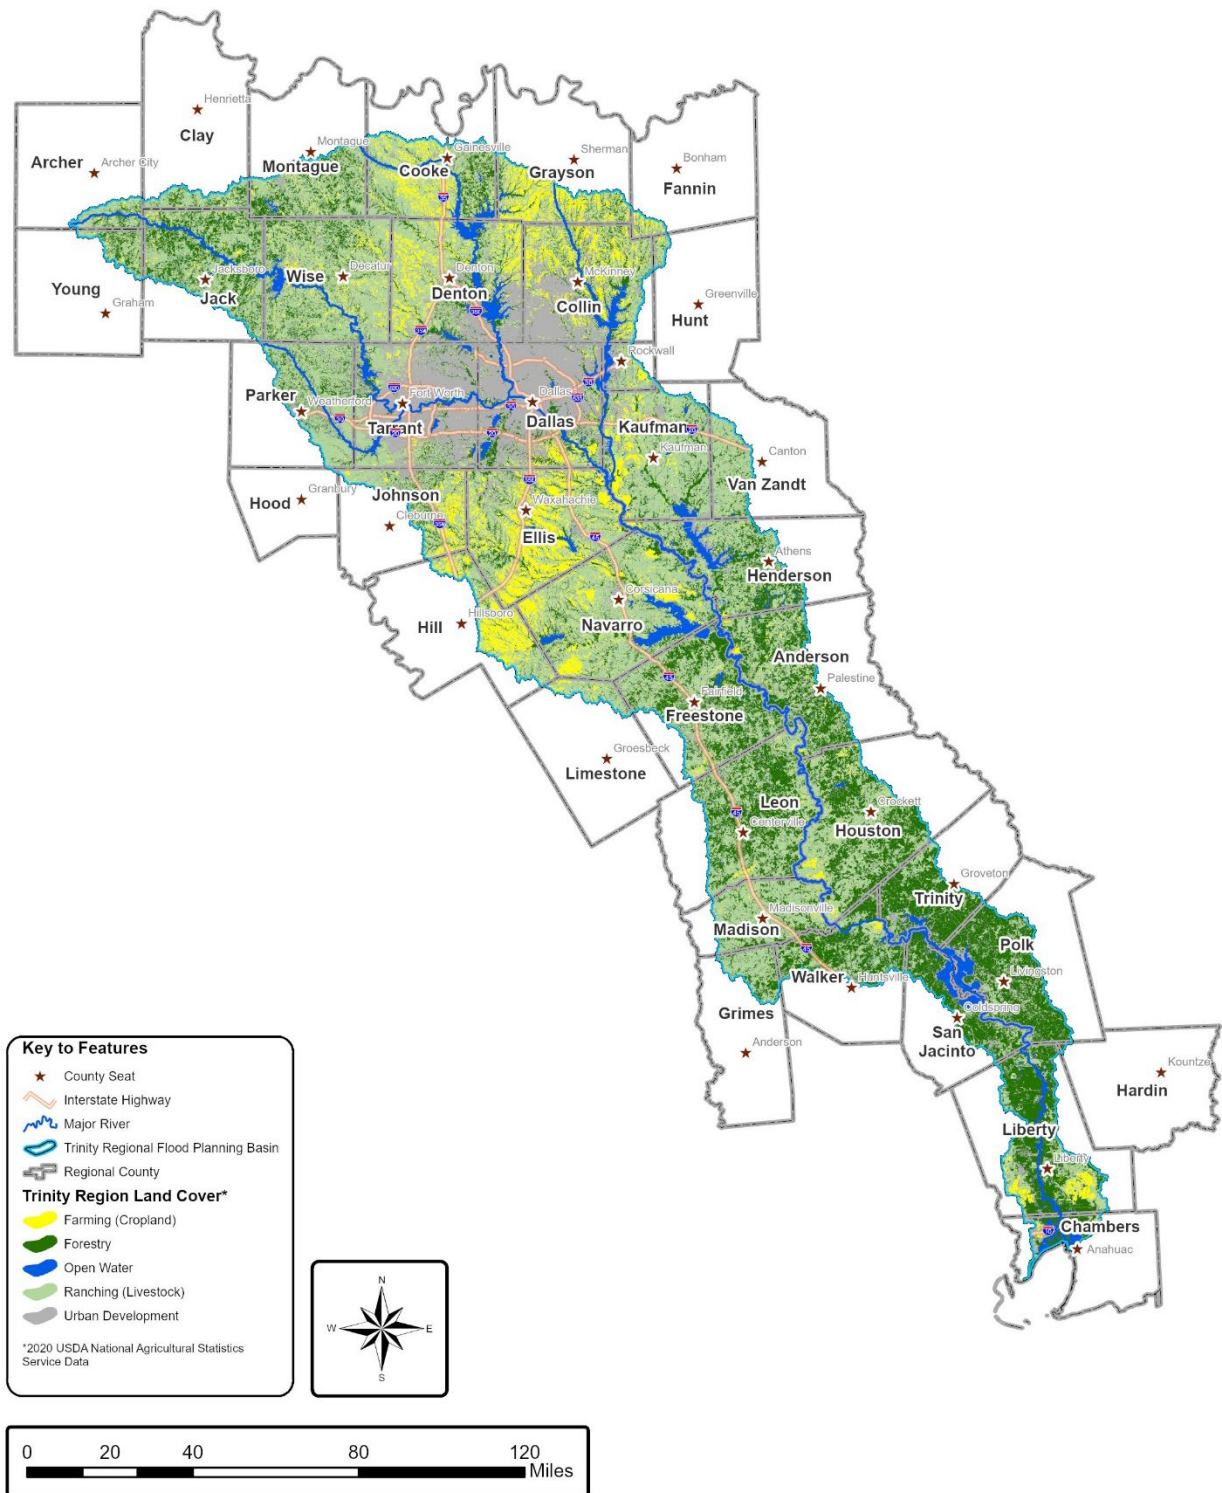 Henrietta
Clay
Archer
Archer City
Montague
Montague
Gainesville
Cooke
Sherman
Grayson
Bonham
Fannin
Young
Graham
Jacksboro
Jack
Wise
Decatur
Denton
Denton
McKinney
Collin
Greenville
Hunt
Rockwall
Parker
Weatherford
Fort Worth
Tarrant
Dallas
Dallas
Kaufman
Kaufman
Canton
Van Zandt
Hood
Granbury
Johnson
Cleburne
Waxahachie
Ellis
Athens
Henderson
Hill
Hillsboro
Corsicana
Navarro
Anderson
Palestine
Fairfield
Freestone
Groesbeck
Limestone
Leon
Centerville
Crockett
Houston
Groveton
Trinity
Madisonville
Madison
Polk
Livingston
Walker
Huntsville
Grimes
Anderson
Coldspring
San
Jacinto
Kountze
Hardin
Liberty
Liberty
Chambers
Anahuac
45
45
45
45
Key to Features
County Seat
Interstate Highway
Major River
Trinity Regional Flood Planning Basin
Regional County
Trinity Region Land Cover*
Farming (Cropland)
Forestry
Open Water
Ranching (Livestock)
Urban Development
*2020 USDA National Agricultural Statistics
Service Data
N
W E
S
0 20 40 80 120
Miles